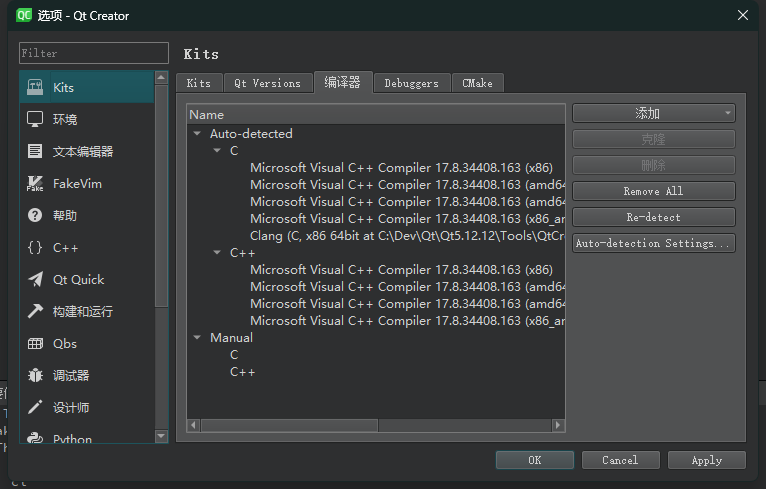 QC 选项 - Qt Creator
Filter
Kits
环境
文本编辑器
FakeVim
帮助
C++
Qt Quick
构建和运行
Qbs
调试器
设计师
Python
Kits
Kits Qt Versions 编译器 Debuggers CMake
Name
Auto-detected
C
Microsoft Visual C++ Compiler 17.8.34408.163 (x86)
Microsoft Visual C++ Compiler 17.8.34408.163 (amd64
Microsoft Visual C++ Compiler 17.8.34408.163 (amd64
Microsoft Visual C++ Compiler 17.8.34408.163 (x86_ar
Clang (C, x86 64bit at C:\Dev\Qt\Qt5.12.12\Tools\QtCre
C++
Microsoft Visual C++ Compiler 17.8.34408.163 (x86)
Microsoft Visual C++ Compiler 17.8.34408.163 (amd64
Microsoft Visual C++ Compiler 17.8.34408.163 (amd64
Microsoft Visual C++ Compiler 17.8.34408.163 (x86_ar
Manual
C
C++
添加
克隆
删除
Remove All
Re-detect
Auto-detection Settings...
OK Cancel Apply